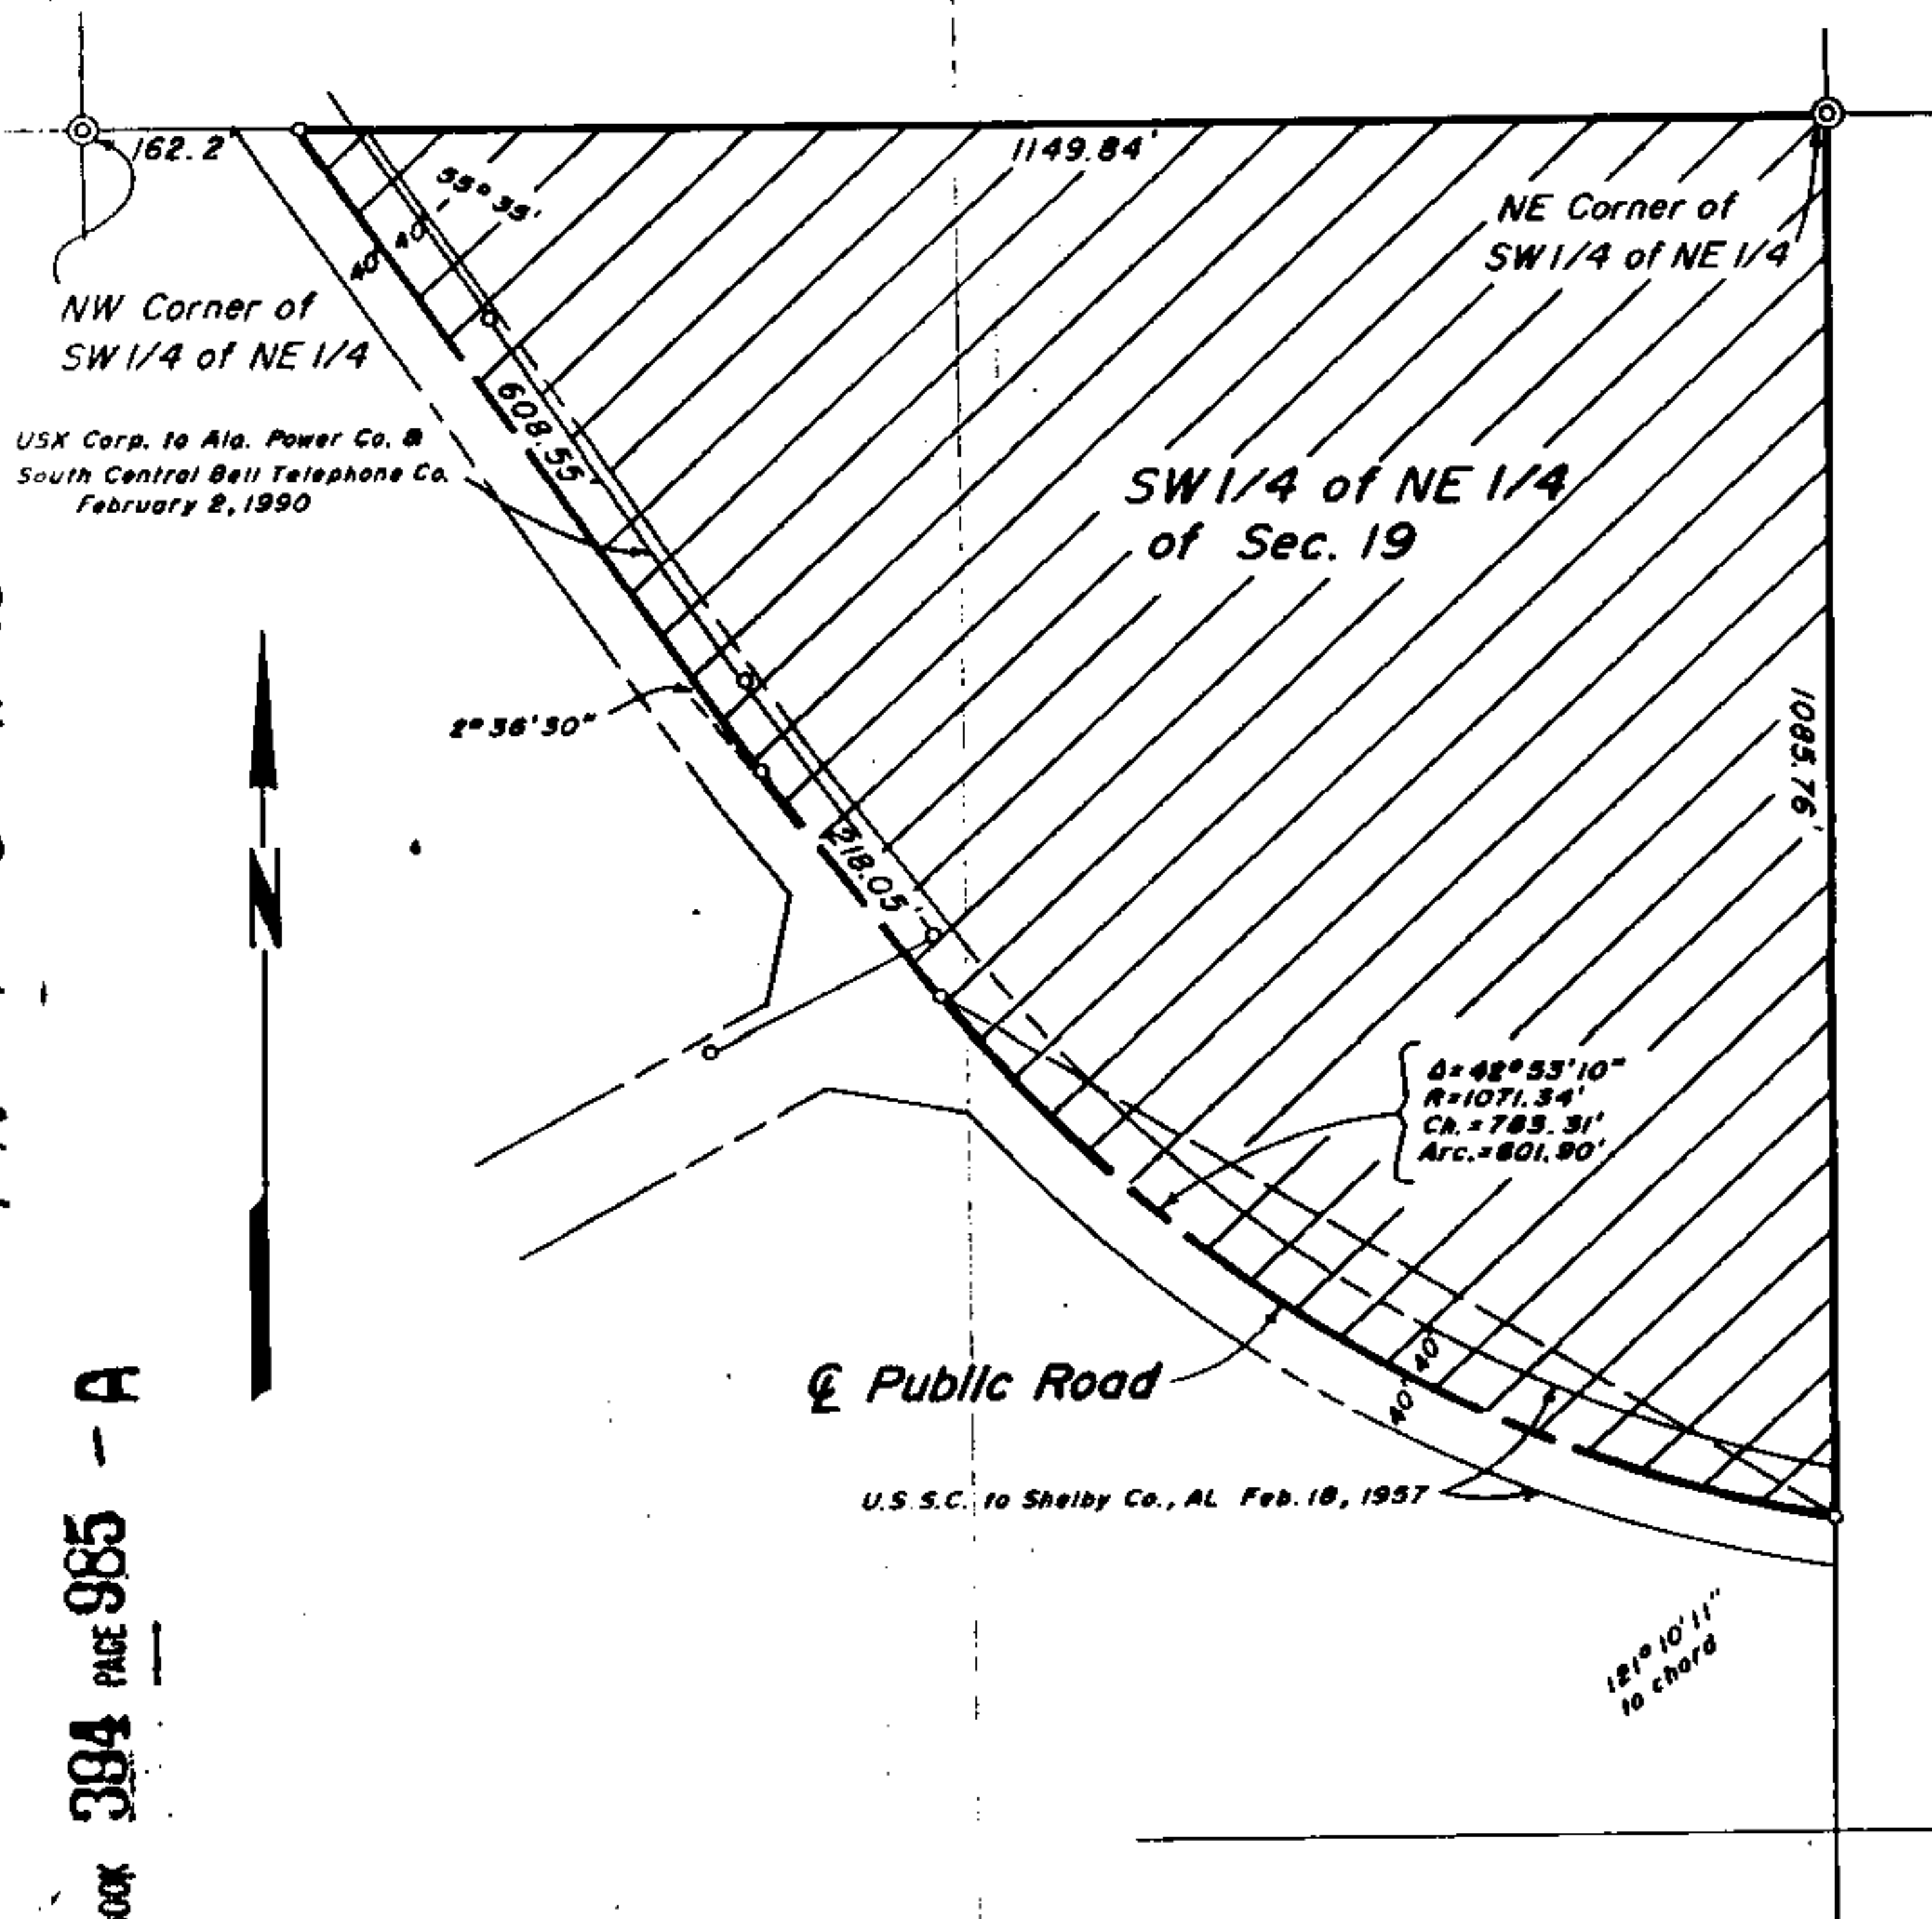 162.2
1149.84'
55° 35'
NE Corner of
SW 1/4 of NE 1/4
NW Corner of
SW 1/4 of NE 1/4
608.55'
USX Corp. to Ala. Power Co. &
South Central Bell Telephone Co.
February 2, 1990
SW 1/4 of NE 1/4
of Sec. 19
2° 36' 30"
1085.76'
218.05'
N
Δ = 42° 53' 10"
R = 1071.34'
Ch. = 783.31'
Arc. = 801.90'
40'
40'
℄ Public Road
U.S.S.C. to Shelby Co., AL Feb. 18, 1957
121° 10' 11"
to chord
394 PAGE 985 - A